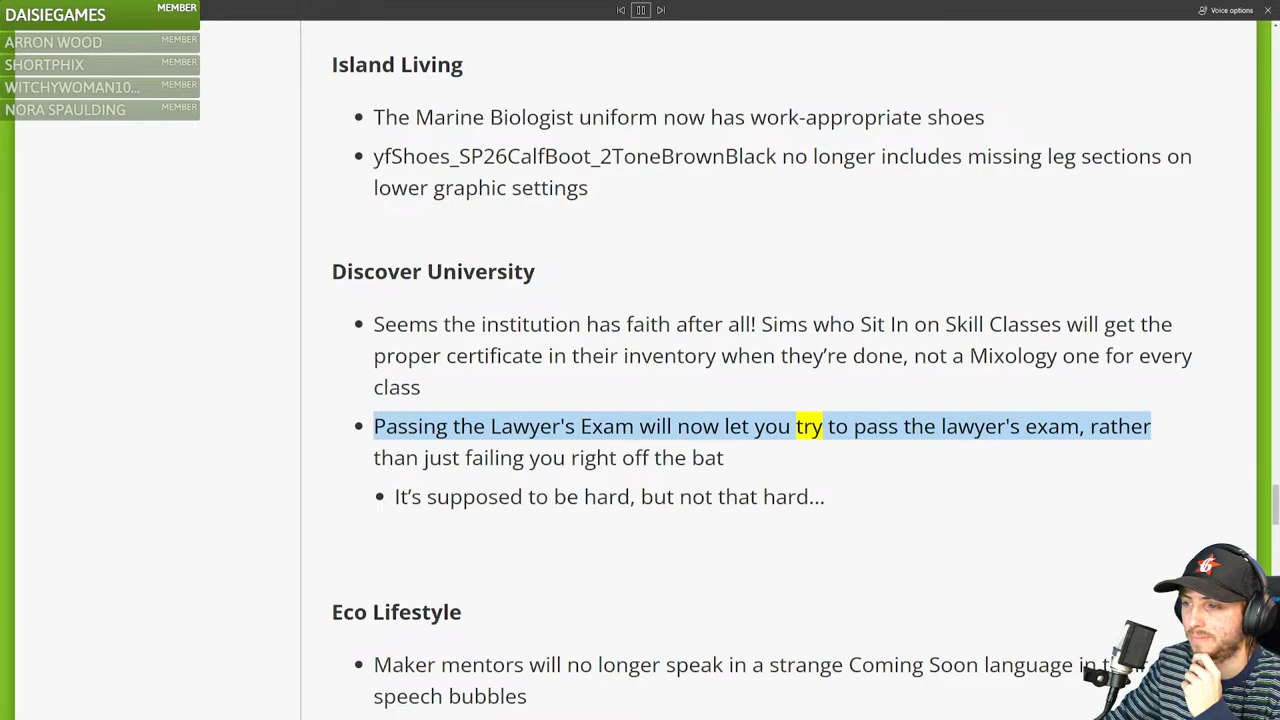 DAISIEGAMES MEMBER
ARRON WOOD MEMBER
SHORTPHIX MEMBER
WITCHYWOMAN10... MEMBER
NORA SPAULDING MEMBER
Voice options
Island Living
The Marine Biologist uniform now has work-appropriate shoes
yfShoes_SP26CalfBoot_2ToneBrownBlack no longer includes missing leg sections on
lower graphic settings
Discover University
Seems the institution has faith after all! Sims who Sit In on Skill Classes will get the
proper certificate in their inventory when they’re done, not a Mixology one for every
class
Passing the Lawyer's Exam will now let you try to pass the lawyer's exam, rather
than just failing you right off the bat
It’s supposed to be hard, but not that hard...
Eco Lifestyle
Maker mentors will no longer speak in a strange Coming Soon language in
speech bubbles